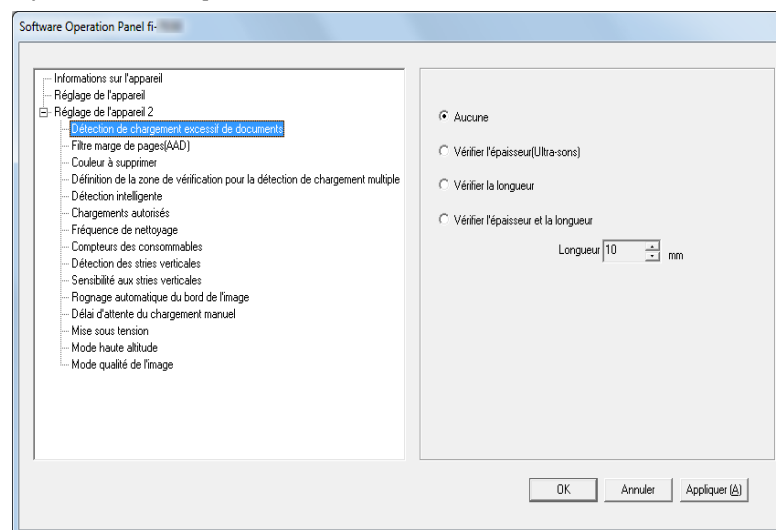 Software Operation Panel fi-
Informations sur l'appareil
Réglage de l'appareil
Réglage de l'appareil 2
Détection de chargement excessif de documents
Filtre marge de pages(AAD)
Couleur à supprimer
Définition de la zone de vérification pour la détection de chargement multiple
Détection intelligente
Chargements autorisés
Fréquence de nettoyage
Compteurs des consommables
Détection des stries verticales
Sensibilité aux stries verticales
Rognage automatique du bord de l'image
Délai d'attente du chargement manuel
Mise sous tension
Mode haute altitude
Mode qualité de l'image
Aucune
Vérifier l'épaisseur(Ultra-sons)
Vérifier la longueur
Vérifier l'épaisseur et la longueur
Longueur 10 mm
OK Annuler Appliquer (A)